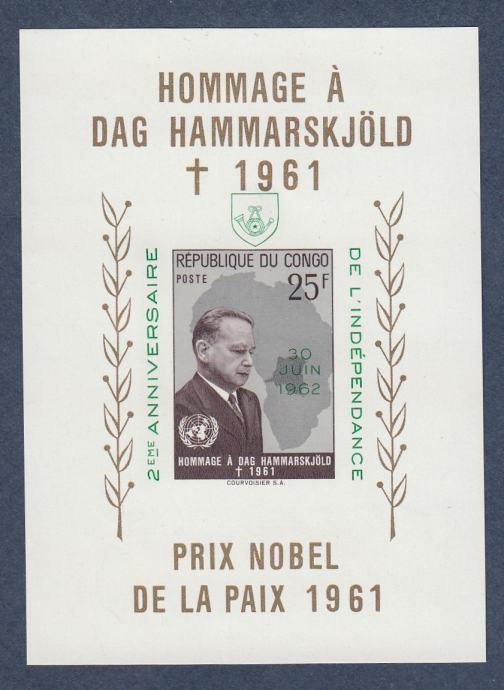 HOMMAGE À
DAG HAMMARSKJÖLD
† 1961
2EME ANNIVERSAIRE
DE L'INDÉPENDANCE
RÉPUBLIQUE DU CONGO
POSTE 25F
30
JUIN
1962
HOMMAGE À DAG HAMMARSKJÖLD
† 1961
COURVOISIER S.A.
PRIX NOBEL
DE LA PAIX 1961